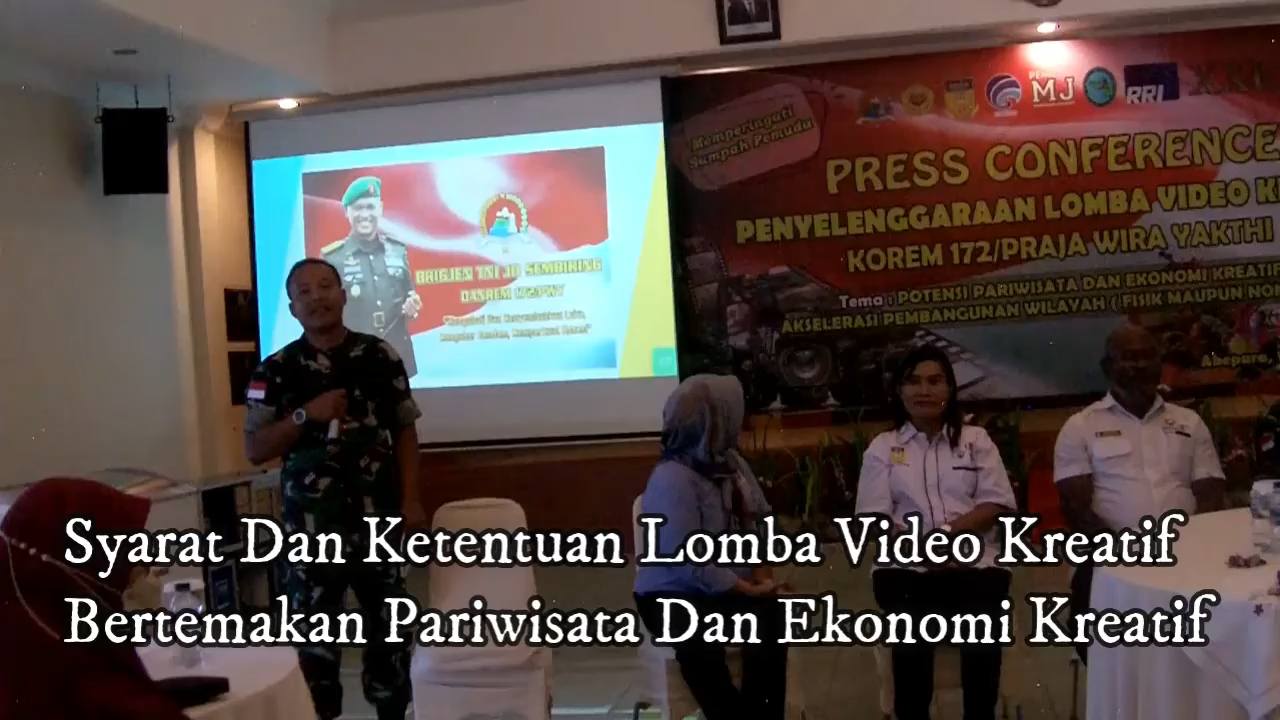 Memperingati
Sumpah Pemuda
MJ
RRI
PRESS CONFERENCE
PENYELENGGARAAN LOMBA VIDEO
KOREM 172/PRAJA WIRA YAKTHI
Tema : POTENSI PARIWISATA DAN EKONOMI KREATIF
AKSELERASI PEMBANGUNAN WILAYAH ( FISIK MAUPUN
Abepura,
BRIGJEN TNI JO SEMBIRING
DANREM 172/PWY
Syarat Dan Ketentuan Lomba Video Kreatif
Bertemakan Pariwisata Dan Ekonomi Kreatif